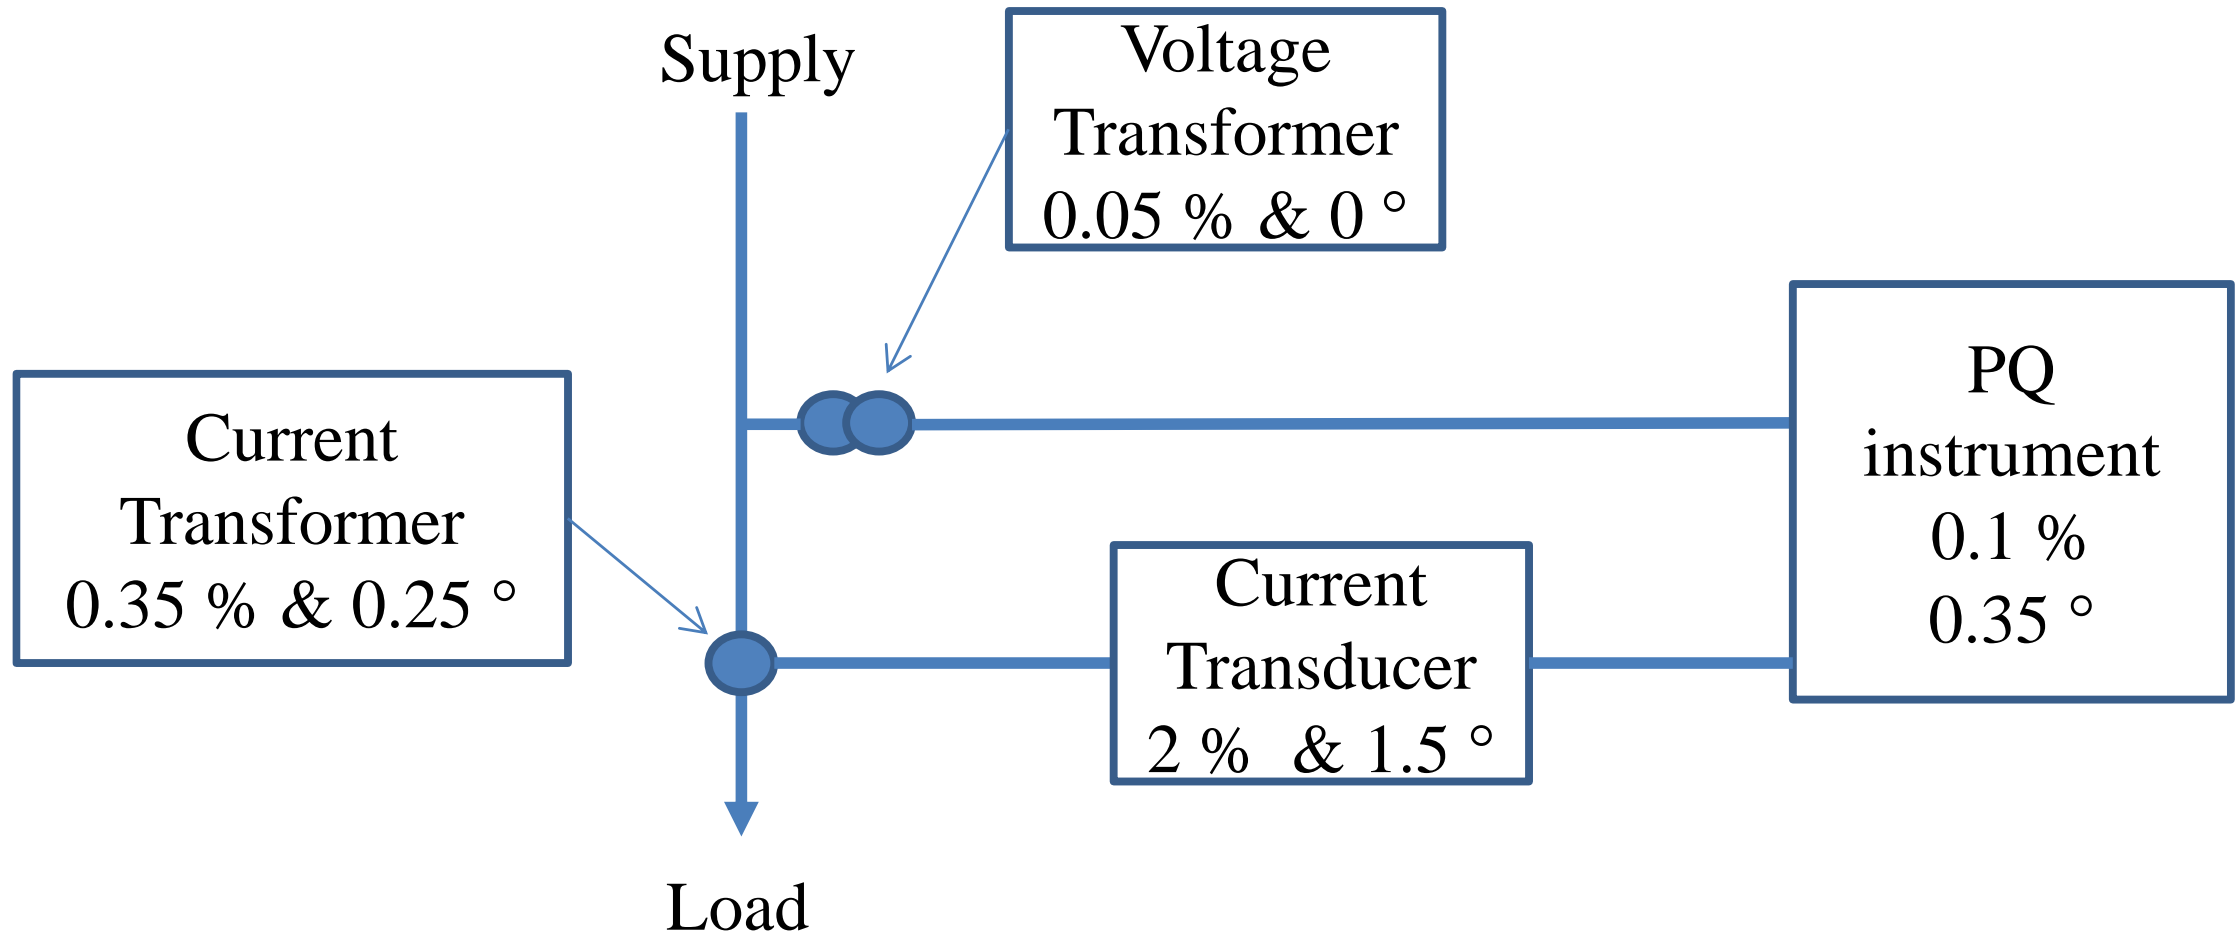 Supply
Voltage
Transformer
0.05 % & 0 °
Current
Transformer
0.35 % & 0.25 °
PQ
instrument
0.1 %
0.35 °
Current
Transducer
2 % & 1.5 °
Load